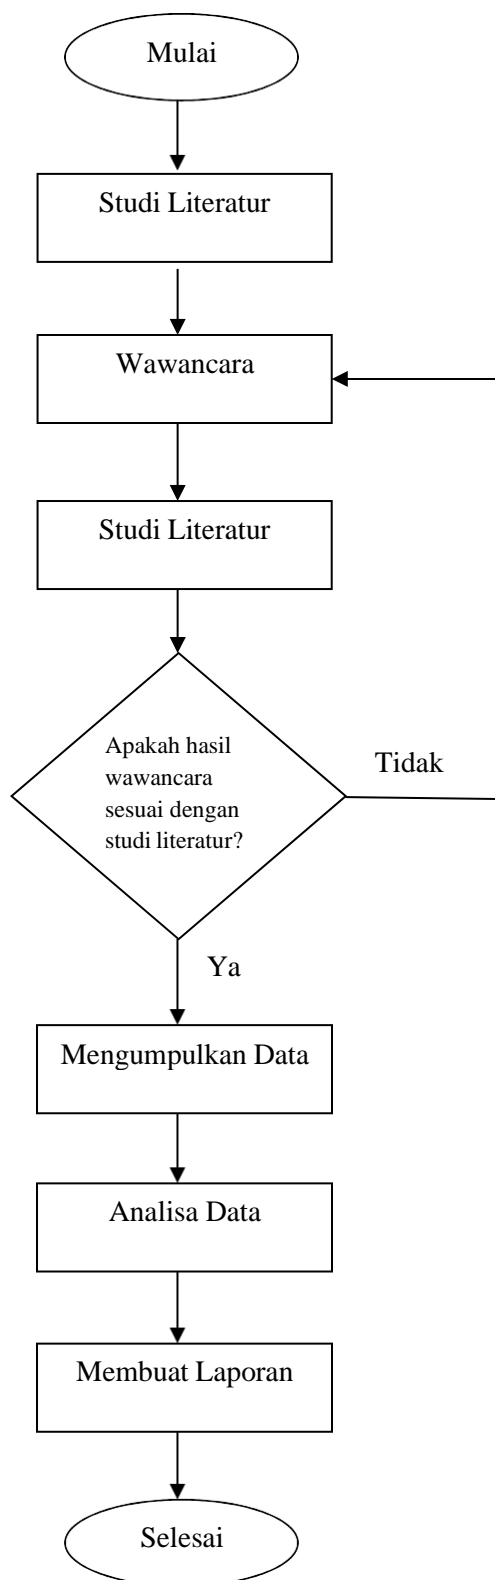 Mulai
Studi Literatur
Wawancara
Studi Literatur
Apakah hasil
wawancara
sesuai dengan
studi literatur?
Tidak
Ya
Mengumpulkan Data
Analisa Data
Membuat Laporan
Selesai